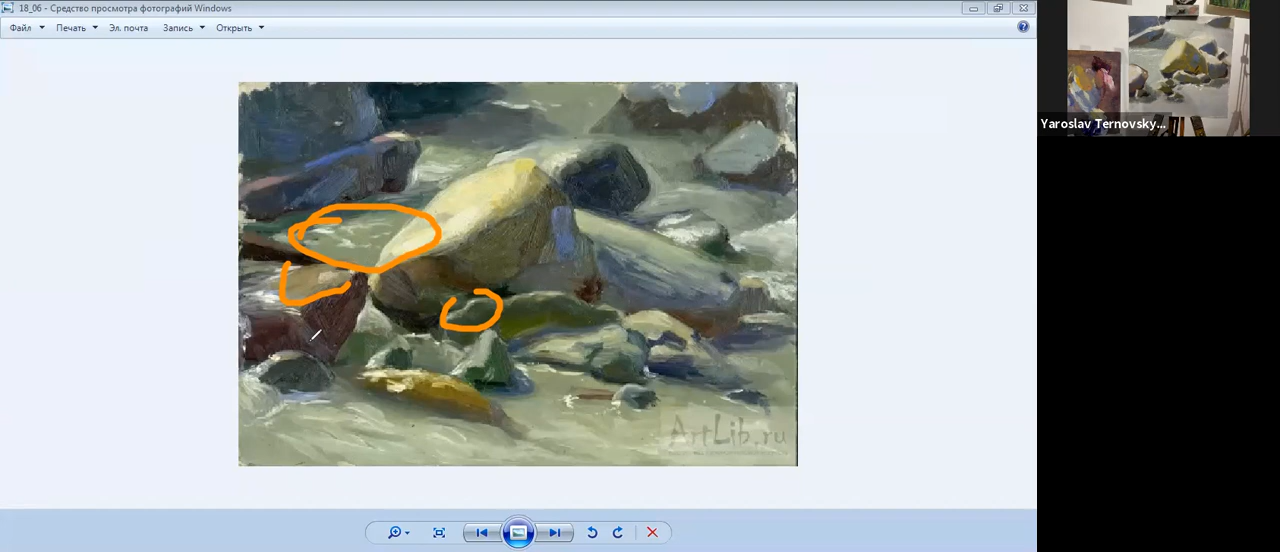 18_06 - Средство просмотра фотографий Windows
Файл Печать Эл. почта Запись Открыть
Yaroslav Ternovsky...
ArtLib.ru